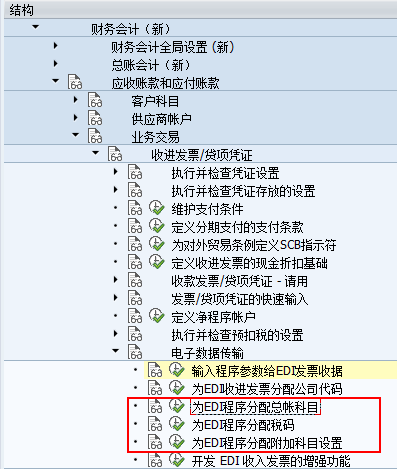 结构
财务会计（新）
财务会计全局设置 (新)
总账会计（新）
应收账款和应付账款
客户科目
供应商帐户
业务交易
收进发票/贷项凭证
执行并检查凭证设置
执行并检查凭证存放的设置
维护支付条件
定义分期支付的支付条款
为对外贸易条例定义SCB指示符
定义收进发票的现金折扣基础
收款发票/贷项凭证 - 请用
发票/贷项凭证的快速输入
定义净程序帐户
执行并检查预扣税的设置
电子数据传输
输入程序参数给EDI发票收据
为EDI收进发票分配公司代码
为EDI程序分配总帐科目
为EDI程序分配税码
为EDI程序分配附加科目设置
开发 EDI 收入发票的增强功能